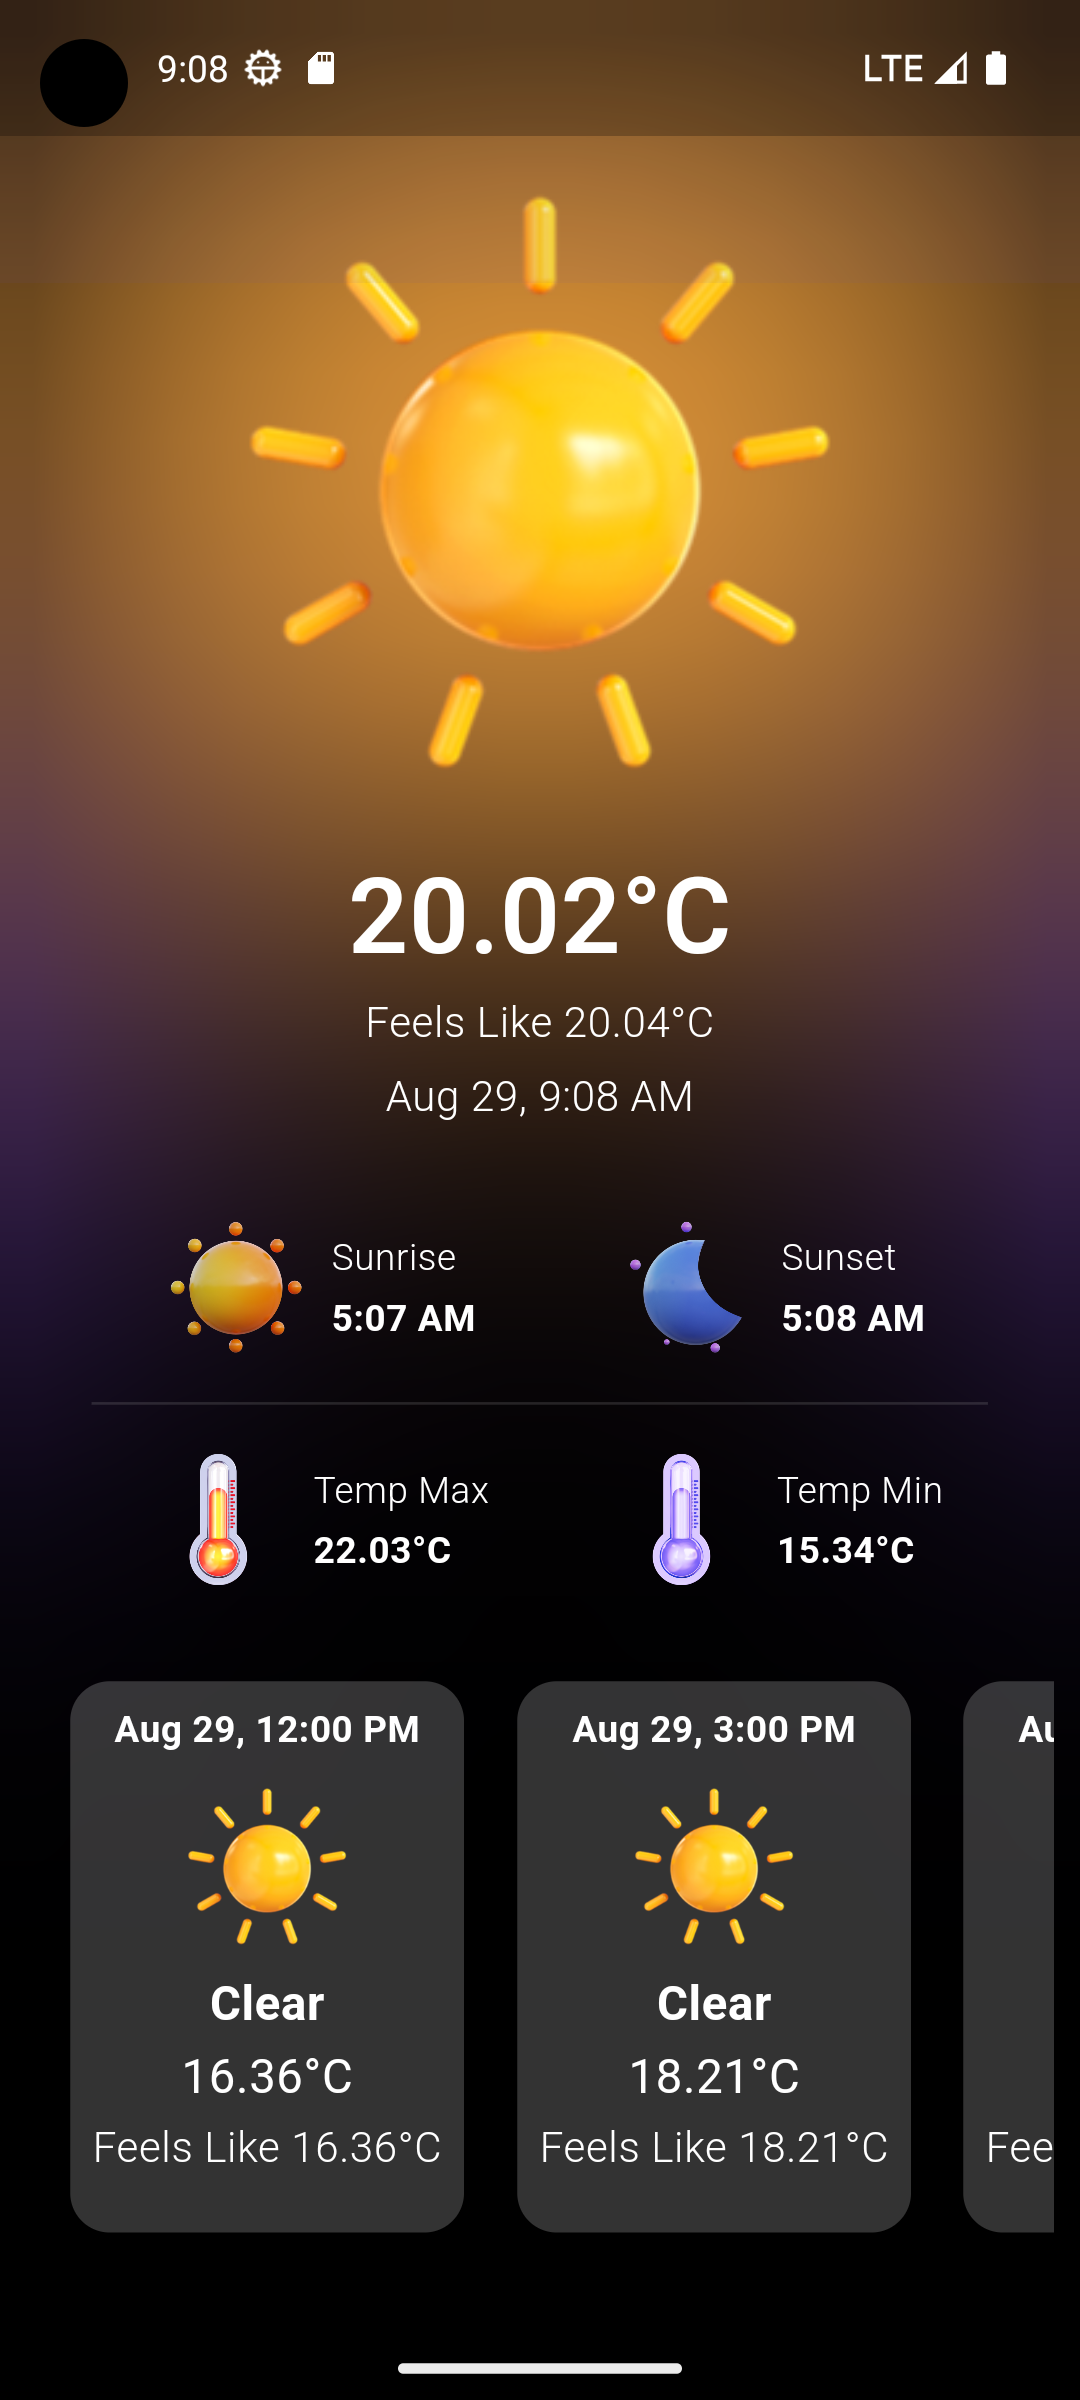 9:08
LTE
20.02°C
Feels Like 20.04°C
Aug 29, 9:08 AM
Sunrise
5:07 AM
Sunset
5:08 AM
Temp Max
22.03°C
Temp Min
15.34°C
Aug 29, 12:00 PM
Clear
16.36°C
Feels Like 16.36°C
Aug 29, 3:00 PM
Clear
18.21°C
Feels Like 18.21°C